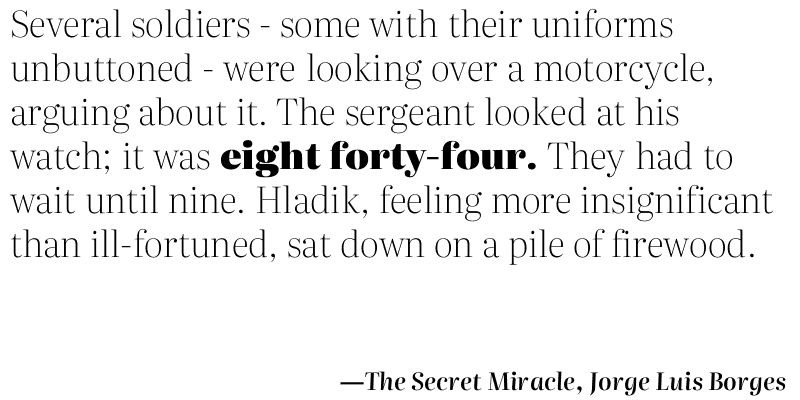 Several soldiers - some with their uniforms
unbuttoned - were looking over a motorcycle,
arguing about it. The sergeant looked at his
watch; it was eight forty-four. They had to
wait until nine. Hladik, feeling more insignificant
than ill-fortuned, sat down on a pile of firewood.
—The Secret Miracle, Jorge Luis Borges